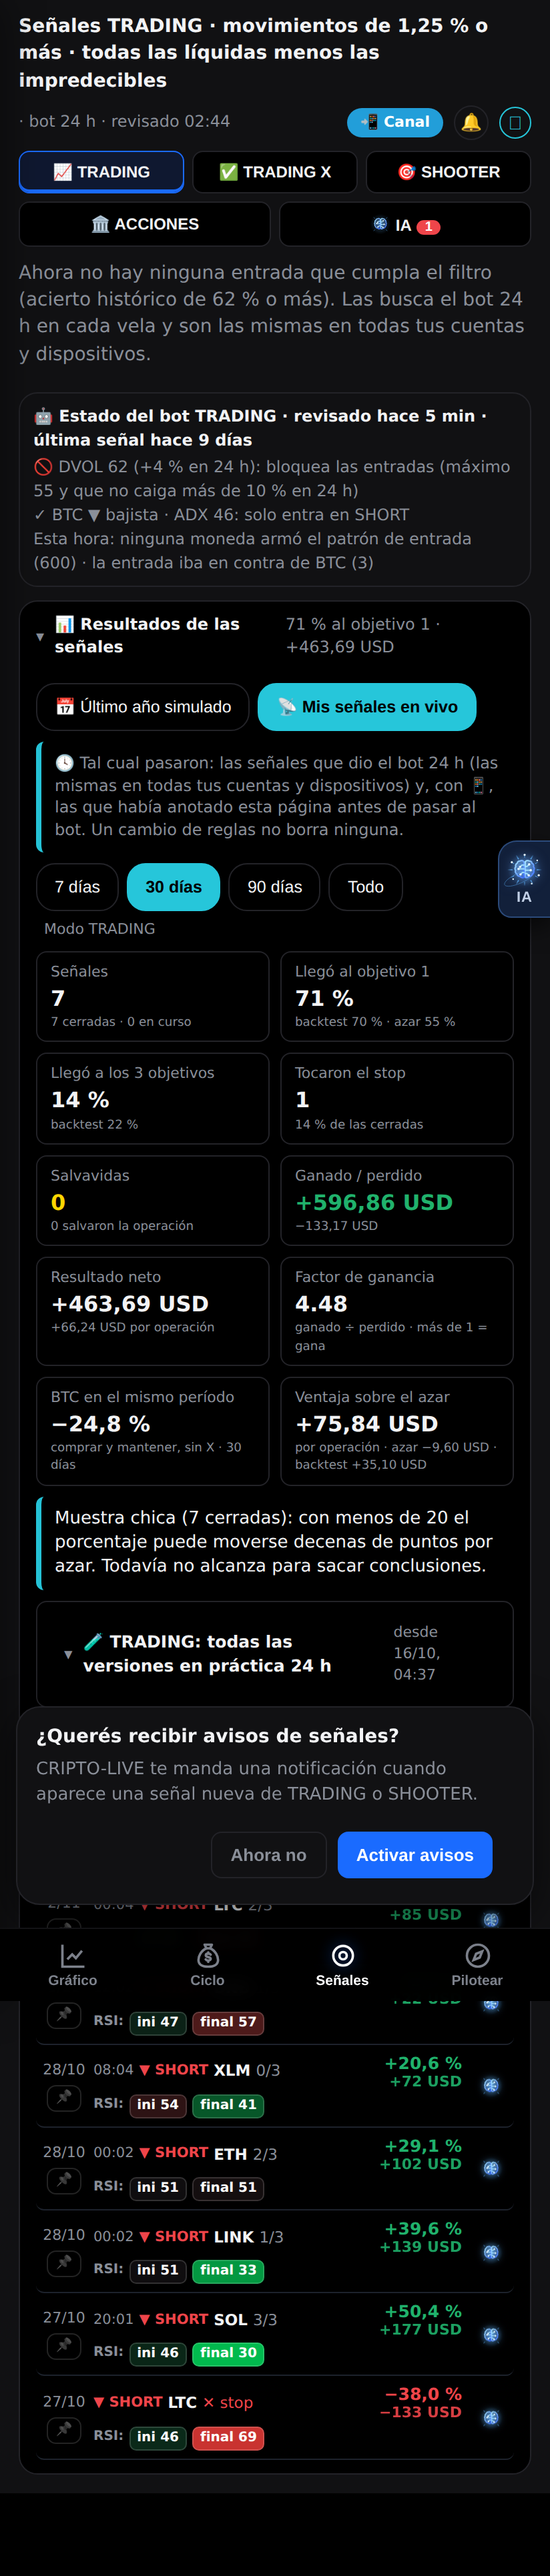 Señales TRADING · movimientos de 1,25 % o
más · todas las líquidas menos las
impredecibles
· bot 24 h · revisado 02:44
📲 Canal
🔔
📈 TRADING
✅ TRADING X
🎯 SHOOTER
🏛️ ACCIONES
IA 1
Ahora no hay ninguna entrada que cumpla el filtro
(acierto histórico de 62 % o más). Las busca el bot 24
h en cada vela y son las mismas en todas tus cuentas
y dispositivos.
🤖 Estado del bot TRADING · revisado hace 5 min ·
última señal hace 9 días
🚫 DVOL 62 (+4 % en 24 h): bloquea las entradas (máximo
55 y que no caiga más de 10 % en 24 h)
✓ BTC ▼ bajista · ADX 46: solo entra en SHORT
Esta hora: ninguna moneda armó el patrón de entrada
(600) · la entrada iba en contra de BTC (3)
▼ 📊 Resultados de las
señales
71 % al objetivo 1 ·
+463,69 USD
📅 Último año simulado
📡 Mis señales en vivo
🕓 Tal cual pasaron: las señales que dio el bot 24 h (las
mismas en todas tus cuentas y dispositivos) y, con 📱,
las que había anotado esta página antes de pasar al
bot. Un cambio de reglas no borra ninguna.
7 días
30 días
90 días
Todo
IA
Modo TRADING
Señales
7
7 cerradas · 0 en curso
Llegó al objetivo 1
71 %
backtest 70 % · azar 55 %
Llegó a los 3 objetivos
14 %
backtest 22 %
Tocaron el stop
1
14 % de las cerradas
Salvavidas
0
0 salvaron la operación
Ganado / perdido
+596,86 USD
−133,17 USD
Resultado neto
+463,69 USD
+66,24 USD por operación
Factor de ganancia
4.48
ganado ÷ perdido · más de 1 =
gana
BTC en el mismo período
−24,8 %
comprar y mantener, sin X · 30
días
Ventaja sobre el azar
+75,84 USD
por operación · azar −9,60 USD ·
backtest +35,10 USD
Muestra chica (7 cerradas): con menos de 20 el
porcentaje puede moverse decenas de puntos por
azar. Todavía no alcanza para sacar conclusiones.
▼ 🧪 TRADING: todas las
versiones en práctica 24 h
desde
16/10,
04:37
¿Querés recibir avisos de señales?
CRIPTO-LIVE te manda una notificación cuando
aparece una señal nueva de TRADING o SHOOTER.
Ahora no
Activar avisos
▼ SHORT LTC 2/3
+85 USD
Gráfico
Ciclo
Señales
Pilotear
📌 RSI: ini 47 final 57
28/10 08:04 ▼ SHORT XLM 0/3
+20,6 %
+72 USD
📌 RSI: ini 54 final 41
28/10 00:02 ▼ SHORT ETH 2/3
+29,1 %
+102 USD
📌 RSI: ini 51 final 51
28/10 00:02 ▼ SHORT LINK 1/3
+39,6 %
+139 USD
📌 RSI: ini 51 final 33
27/10 20:01 ▼ SHORT SOL 3/3
+50,4 %
+177 USD
📌 RSI: ini 46 final 30
27/10 ▼ SHORT LTC ✕ stop
−38,0 %
−133 USD
📌 RSI: ini 46 final 69